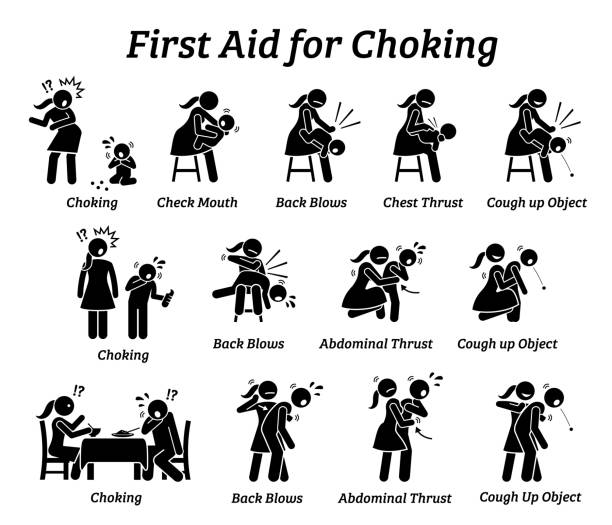 First Aid for Choking
!?
Choking
Check Mouth
Back Blows
Chest Thrust
Cough up Object
!?
Choking
Back Blows
Abdominal Thrust
Cough up Object
!?
!?
Choking
Back Blows
Abdominal Thrust
Cough Up Object